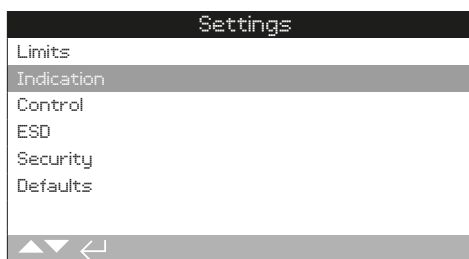 Settings
Limits
Indication
Control
ESD
Security
Defaults